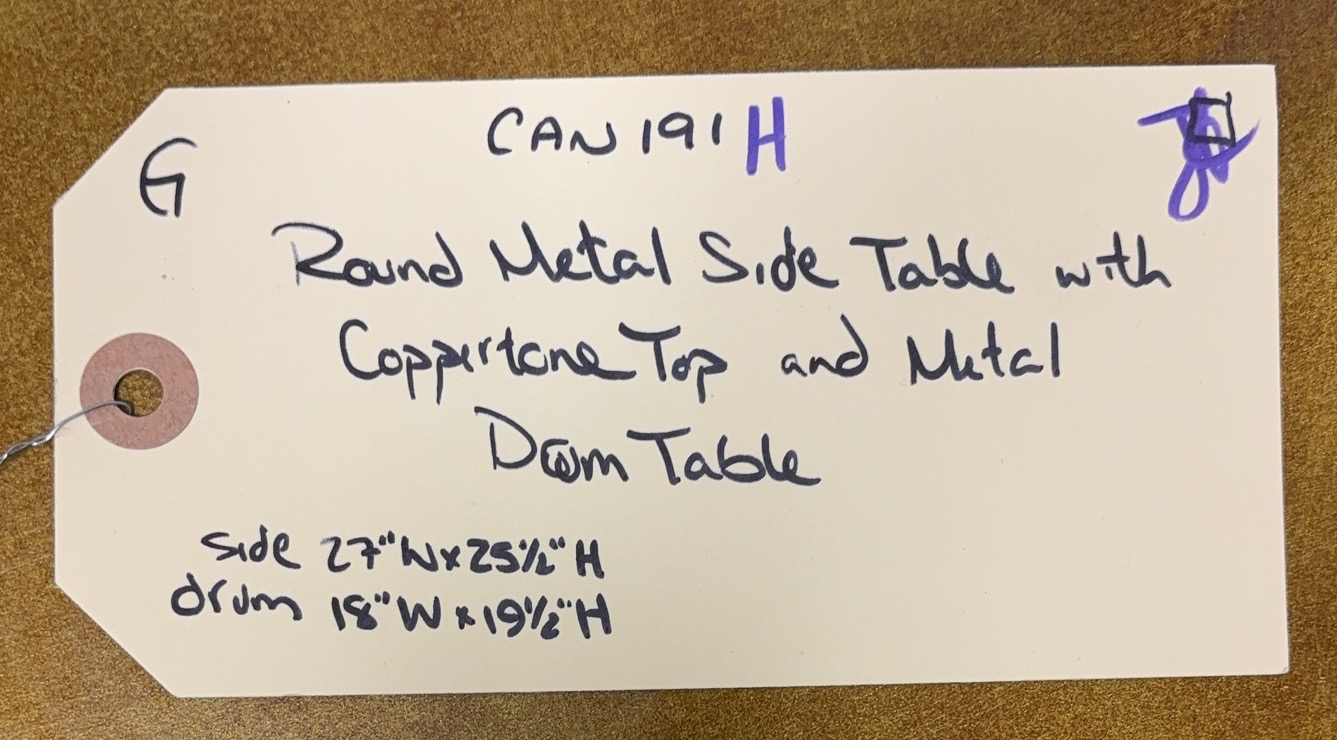 G
CAN 191 H
Round Metal Side Table with
Coppertone Top and Metal
Drum Table
side 27"W x 25½" H
drum 18"W x 19½" H